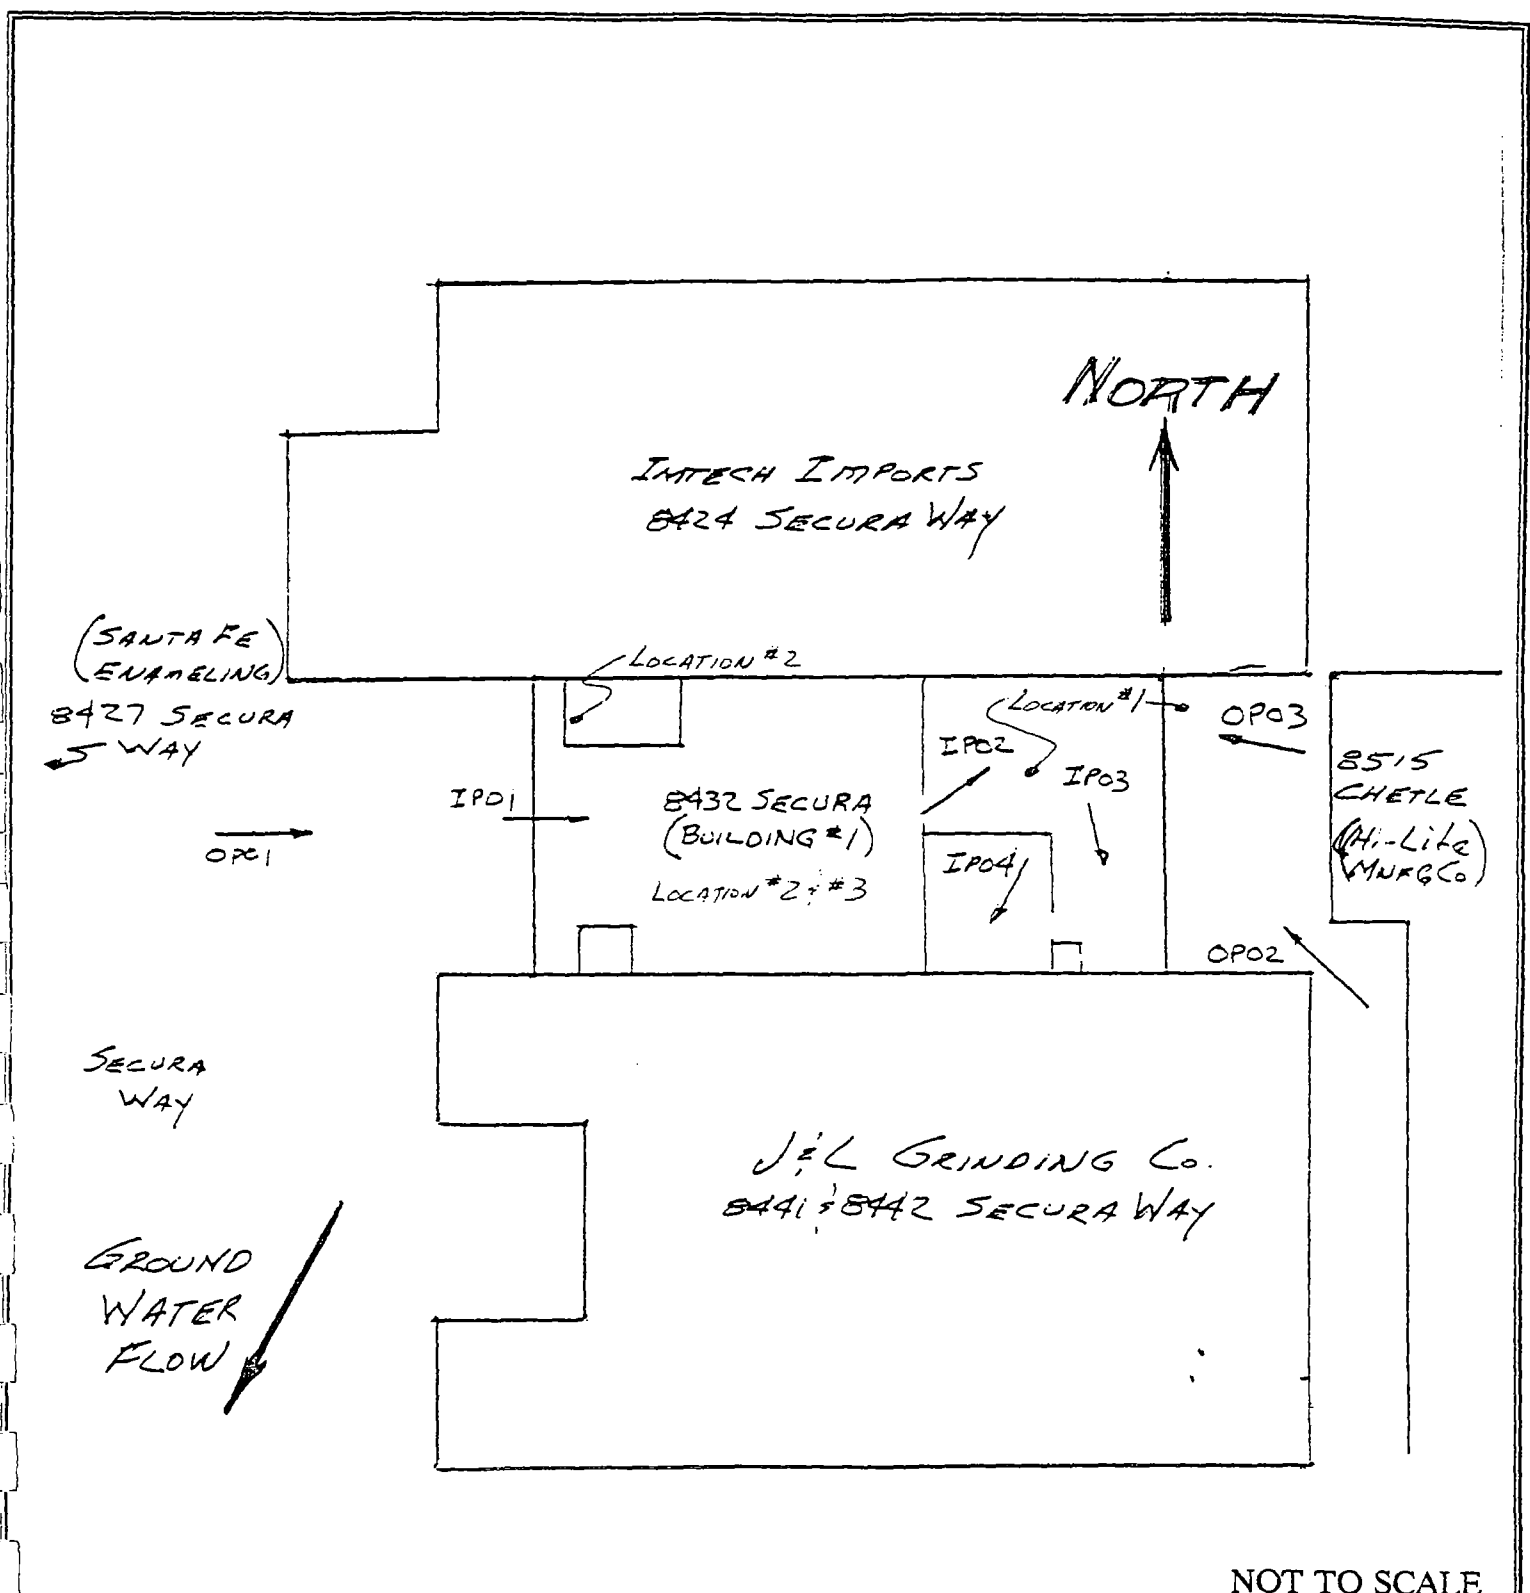 NORTH
IMTECH IMPORTS
8424 SECURA WAY
(SANTA FE
ENAMELING)
8427 SECURA
WAY
LOCATION #2
LOCATION #1
OP03
IP02
IP03
IP01
8432 SECURA
(BUILDING #1)
LOCATION #2 & #3
IP04
8515
CHETLE
(Hi-Lite
MNFG Co)
OP01
OP02
SECURA
WAY
J & L GRINDING Co.
8441 & 8442 SECURA WAY
GROUND
WATER
FLOW
NOT TO SCALE